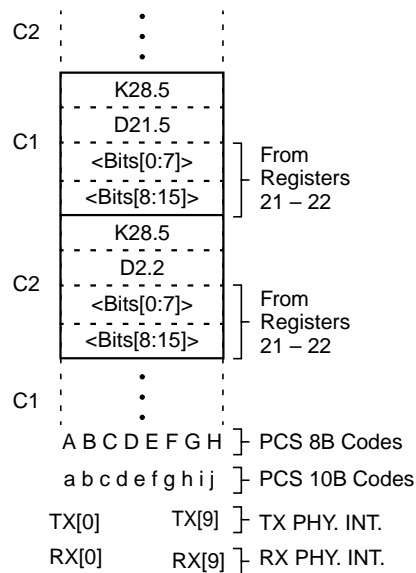 C2
K28.5
D21.5
C1
<Bits[0:7]>
<Bits[8:15]>
From
Registers
21 – 22
K28.5
D2.2
C2
<Bits[0:7]>
<Bits[8:15]>
From
Registers
21 – 22
C1
A B C D E F G H PCS 8B Codes
a b c d e f g h i j PCS 10B Codes
TX[0] TX[9] TX PHY. INT.
RX[0] RX[9] RX PHY. INT.